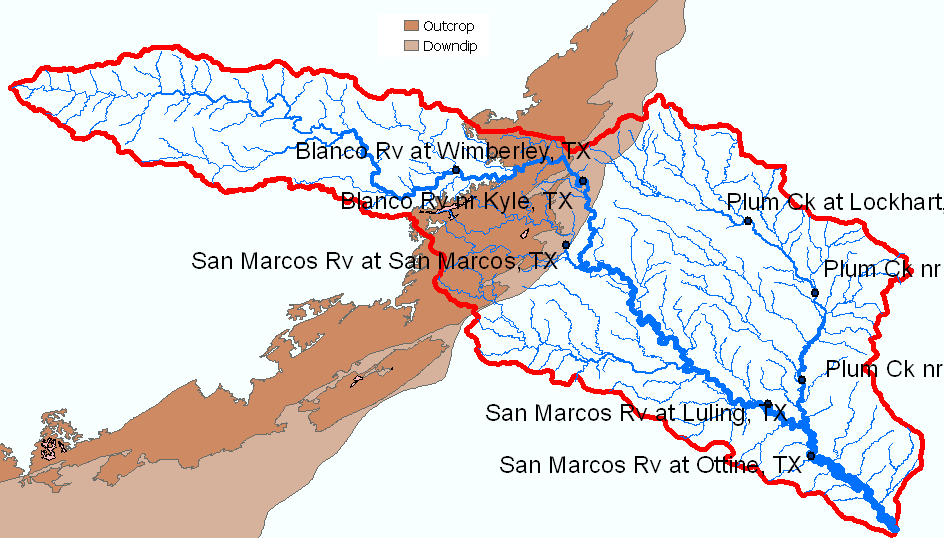 Outcrop
Downdip
Blanco Rv at Wimberley, TX
Blanco Rv nr Kyle, TX
Plum Ck at Lockhart,
San Marcos Rv at San Marcos, TX
Plum Ck nr
Plum Ck nr
San Marcos Rv at Luling, TX
San Marcos Rv at Ottine, TX